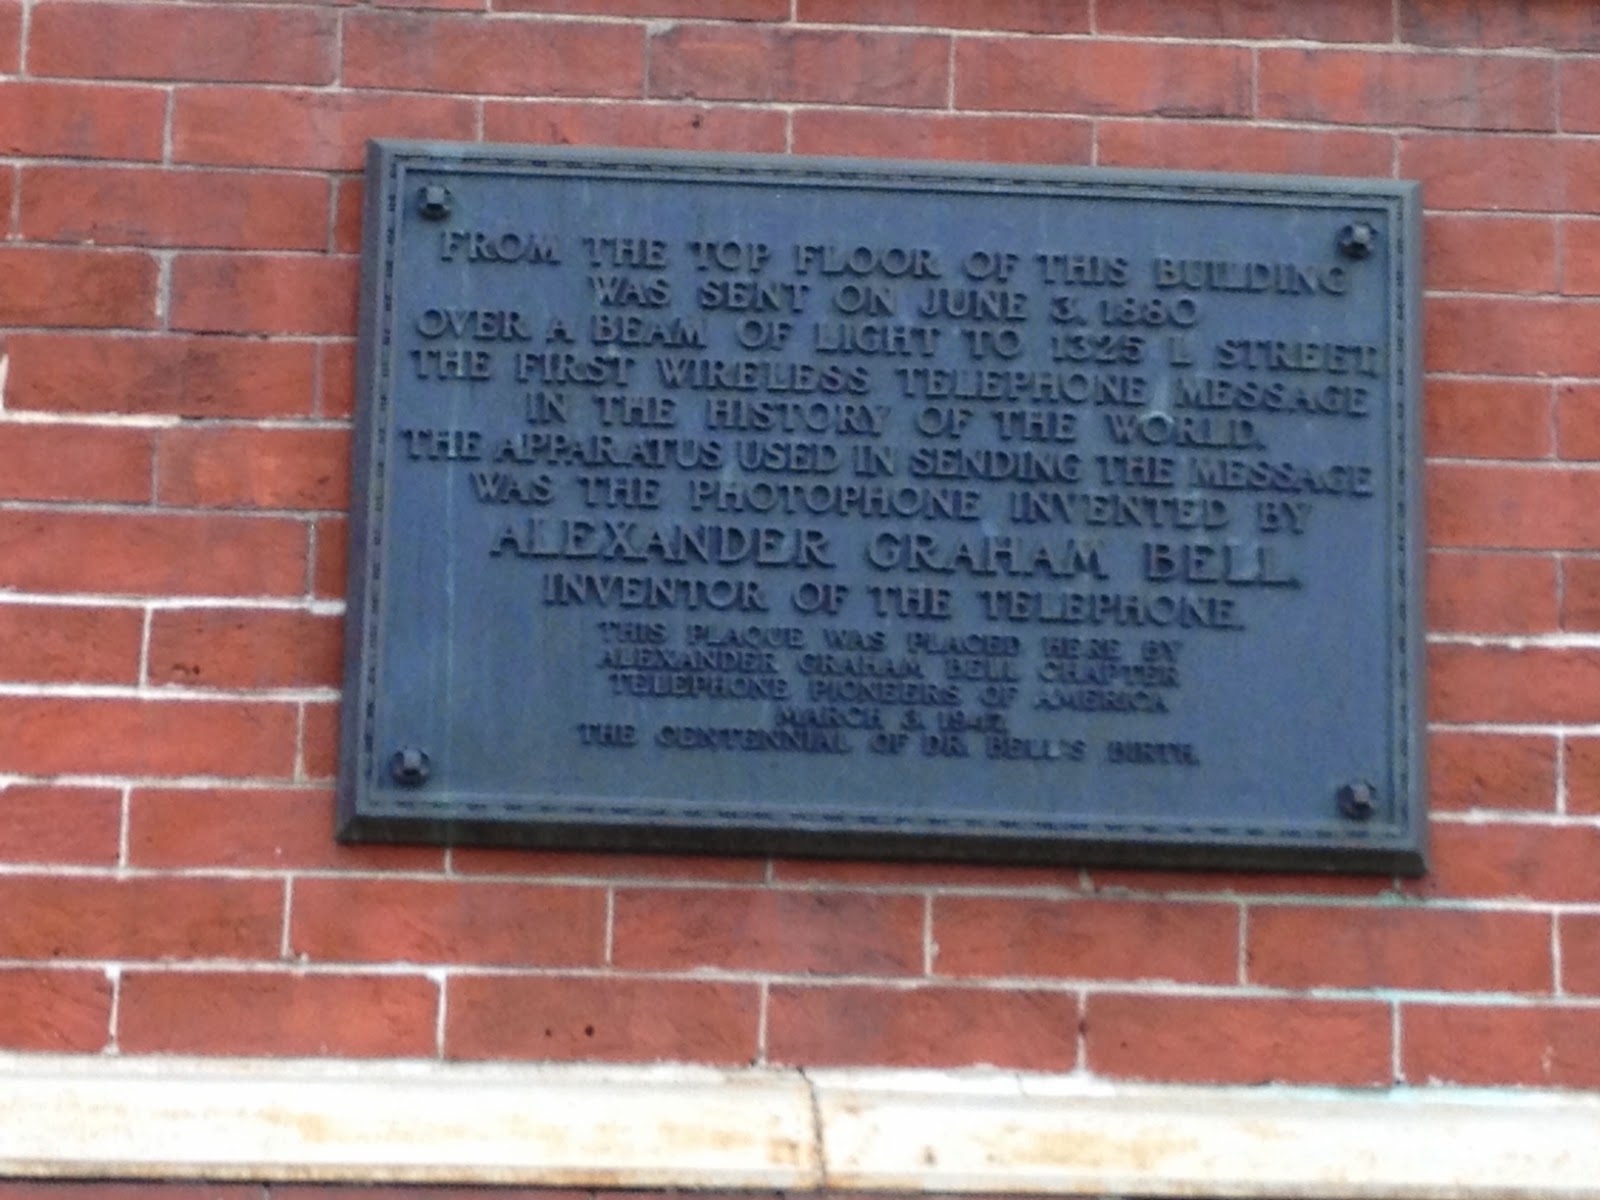 FROM THE TOP FLOOR OF THIS BUILDING
WAS SENT ON JUNE 3, 1880
OVER A BEAM OF LIGHT TO 1325 L STREET
THE FIRST WIRELESS TELEPHONE MESSAGE
IN THE HISTORY OF THE WORLD.
THE APPARATUS USED IN SENDING THE MESSAGE
WAS THE PHOTOPHONE INVENTED BY
ALEXANDER GRAHAM BELL
INVENTOR OF THE TELEPHONE.
THIS PLAQUE WAS PLACED HERE BY
ALEXANDER GRAHAM BELL CHAPTER
TELEPHONE PIONEERS OF AMERICA
MARCH 3, 1947
THE CENTENNIAL OF DR. BELL'S BIRTH.